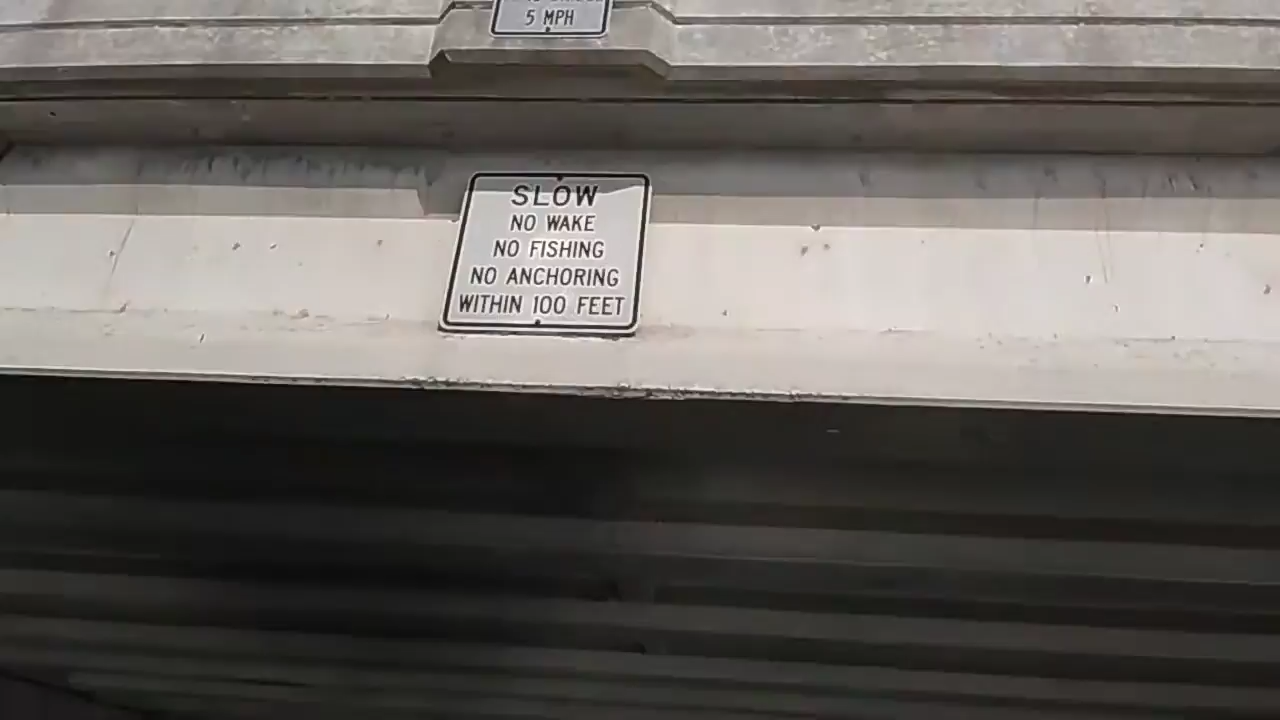 5 MPH
SLOW
NO WAKE
NO FISHING
NO ANCHORING
WITHIN 100 FEET